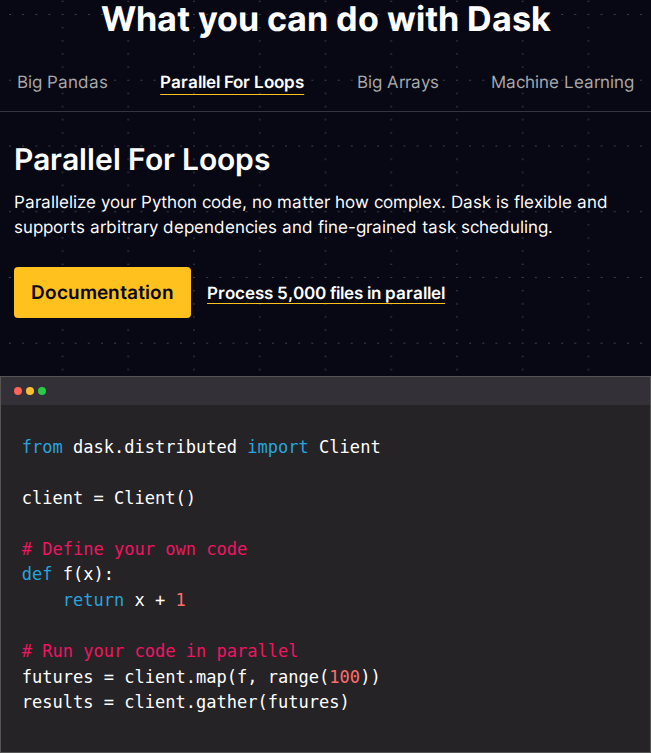 What you can do with Dask
Big Pandas Parallel For Loops Big Arrays Machine Learning
Parallel For Loops
Parallelize your Python code, no matter how complex. Dask is flexible and
supports arbitrary dependencies and fine-grained task scheduling.
Documentation Process 5,000 files in parallel
from dask.distributed import Client
client = Client()
# Define your own code
def f(x):
    return x + 1
# Run your code in parallel
futures = client.map(f, range(100))
results = client.gather(futures)